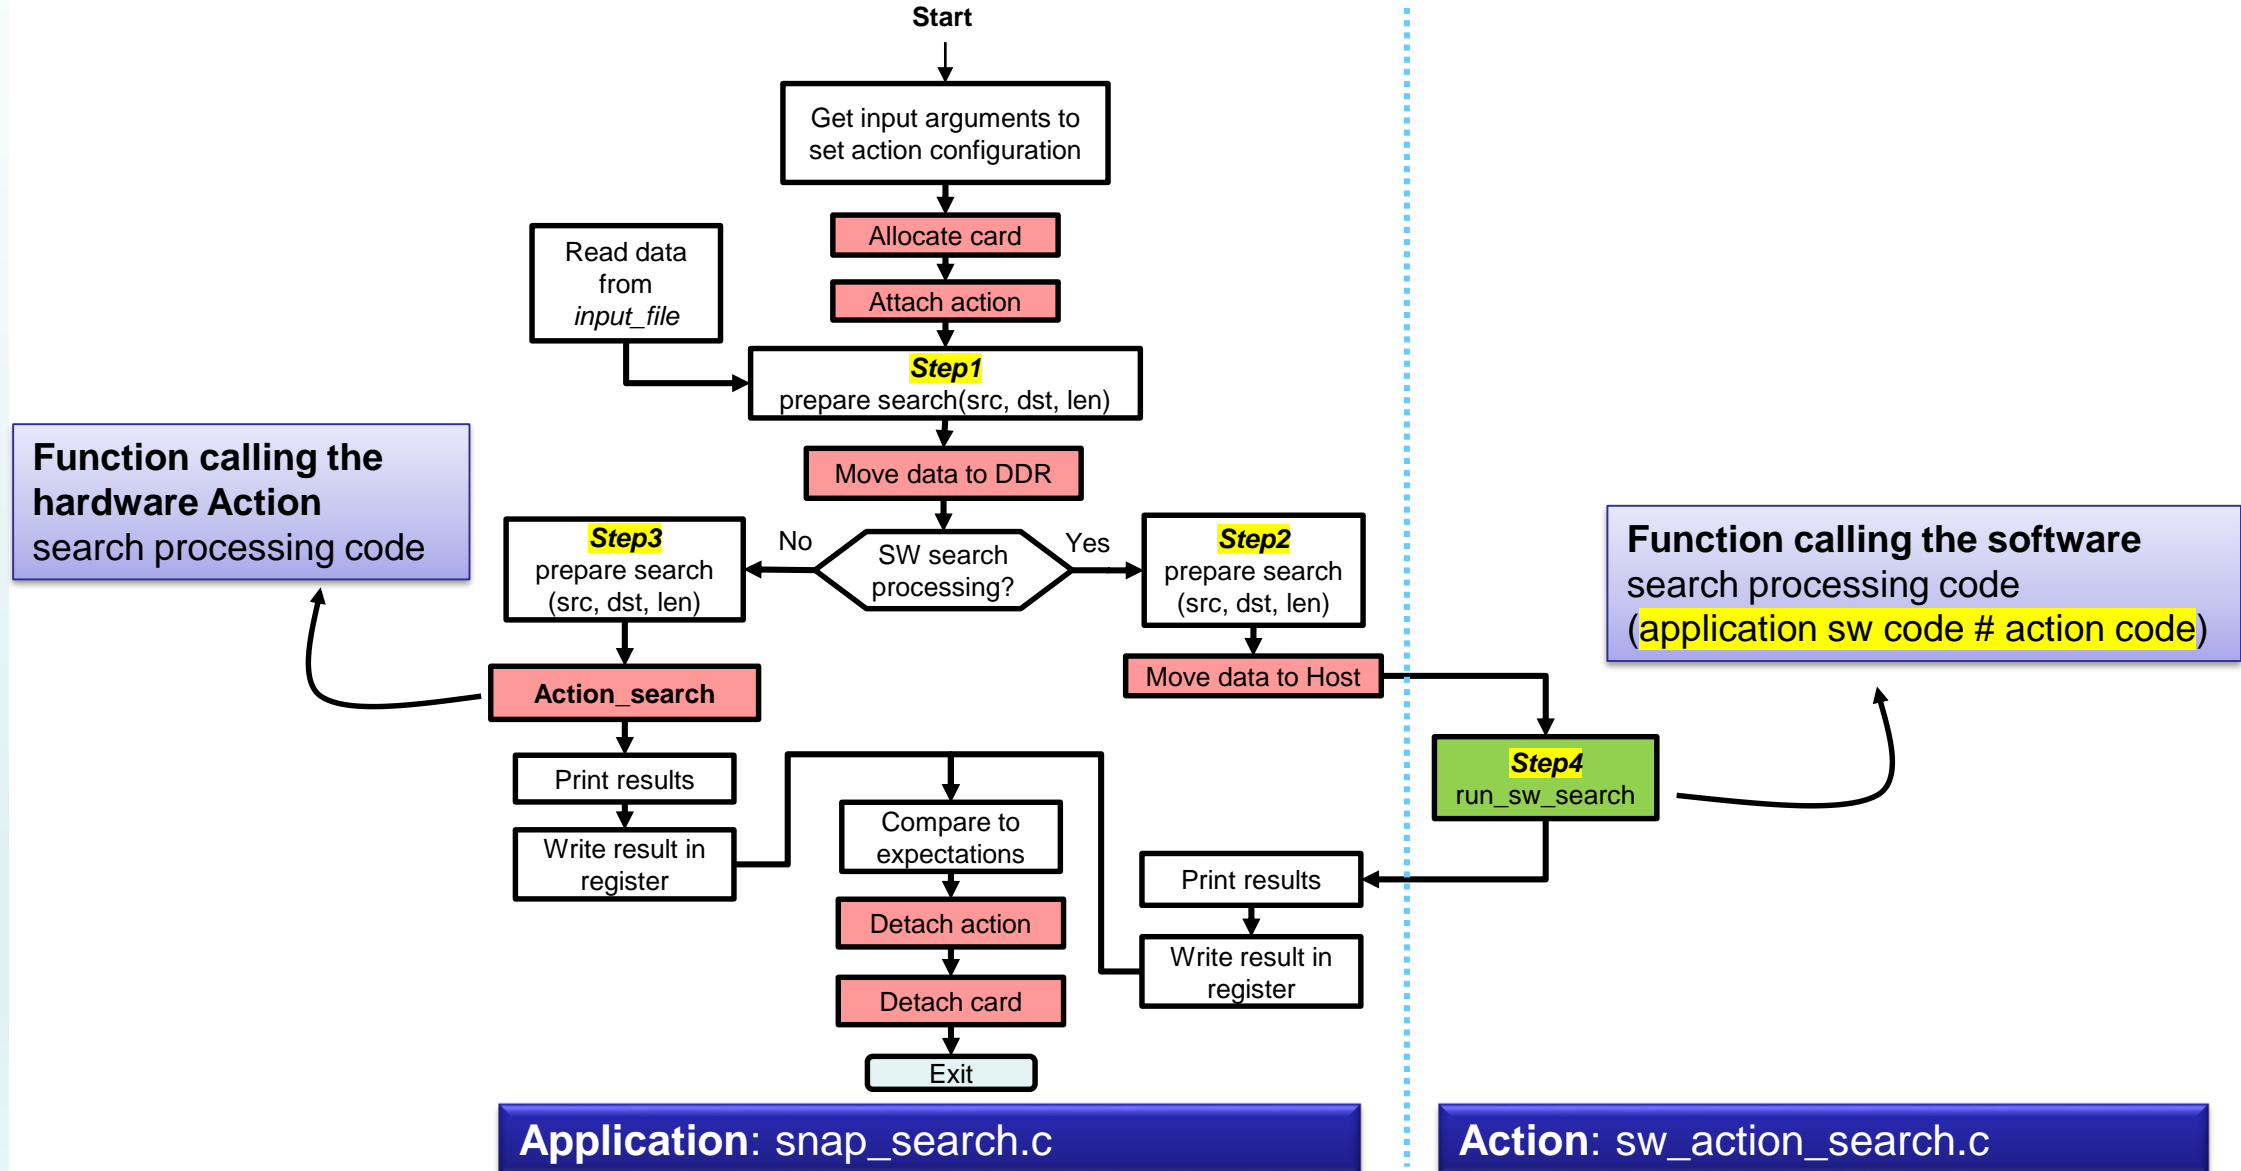 Start
Get input arguments to
set action configuration
Allocate card
Read data
from
input_file
Attach action
Step1
prepare search(src, dst, len)
Function calling the
hardware Action
search processing code
Move data to DDR
Step3
prepare search
(src, dst, len)
No
SW search
processing?
Yes
Step2
prepare search
(src, dst, len)
Function calling the software
search processing code
(application sw code # action code)
Action_search
Move data to Host
Print results
Write result in
register
Step4
run_sw_search
Compare to
expectations
Print results
Detach action
Write result in
register
Detach card
Exit
Application: snap_search.c
Action: sw_action_search.c